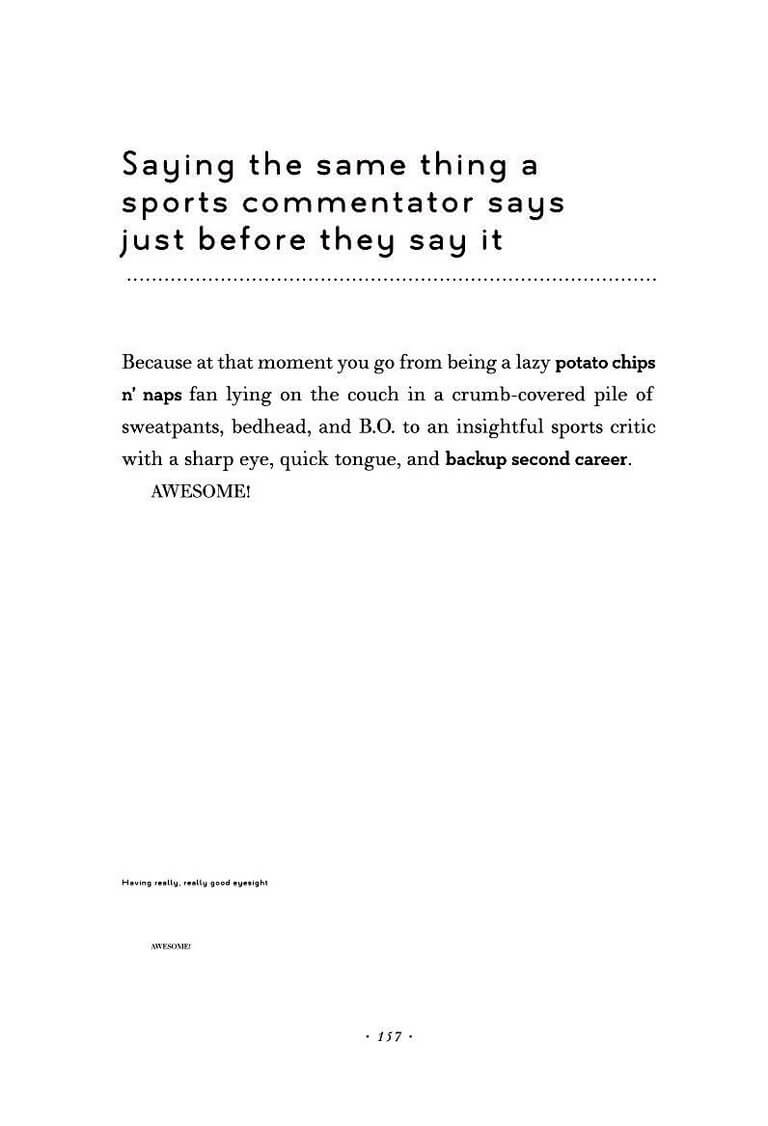 Saying the same thing a
sports commentator says
just before they say it
Because at that moment you go from being a lazy potato chips
n' naps fan lying on the couch in a crumb-covered pile of
sweatpants, bedhead, and B.O. to an insightful sports critic
with a sharp eye, quick tongue, and backup second career.
AWESOME!
Having really, really good eyesight
AWESOME!
· 157 ·